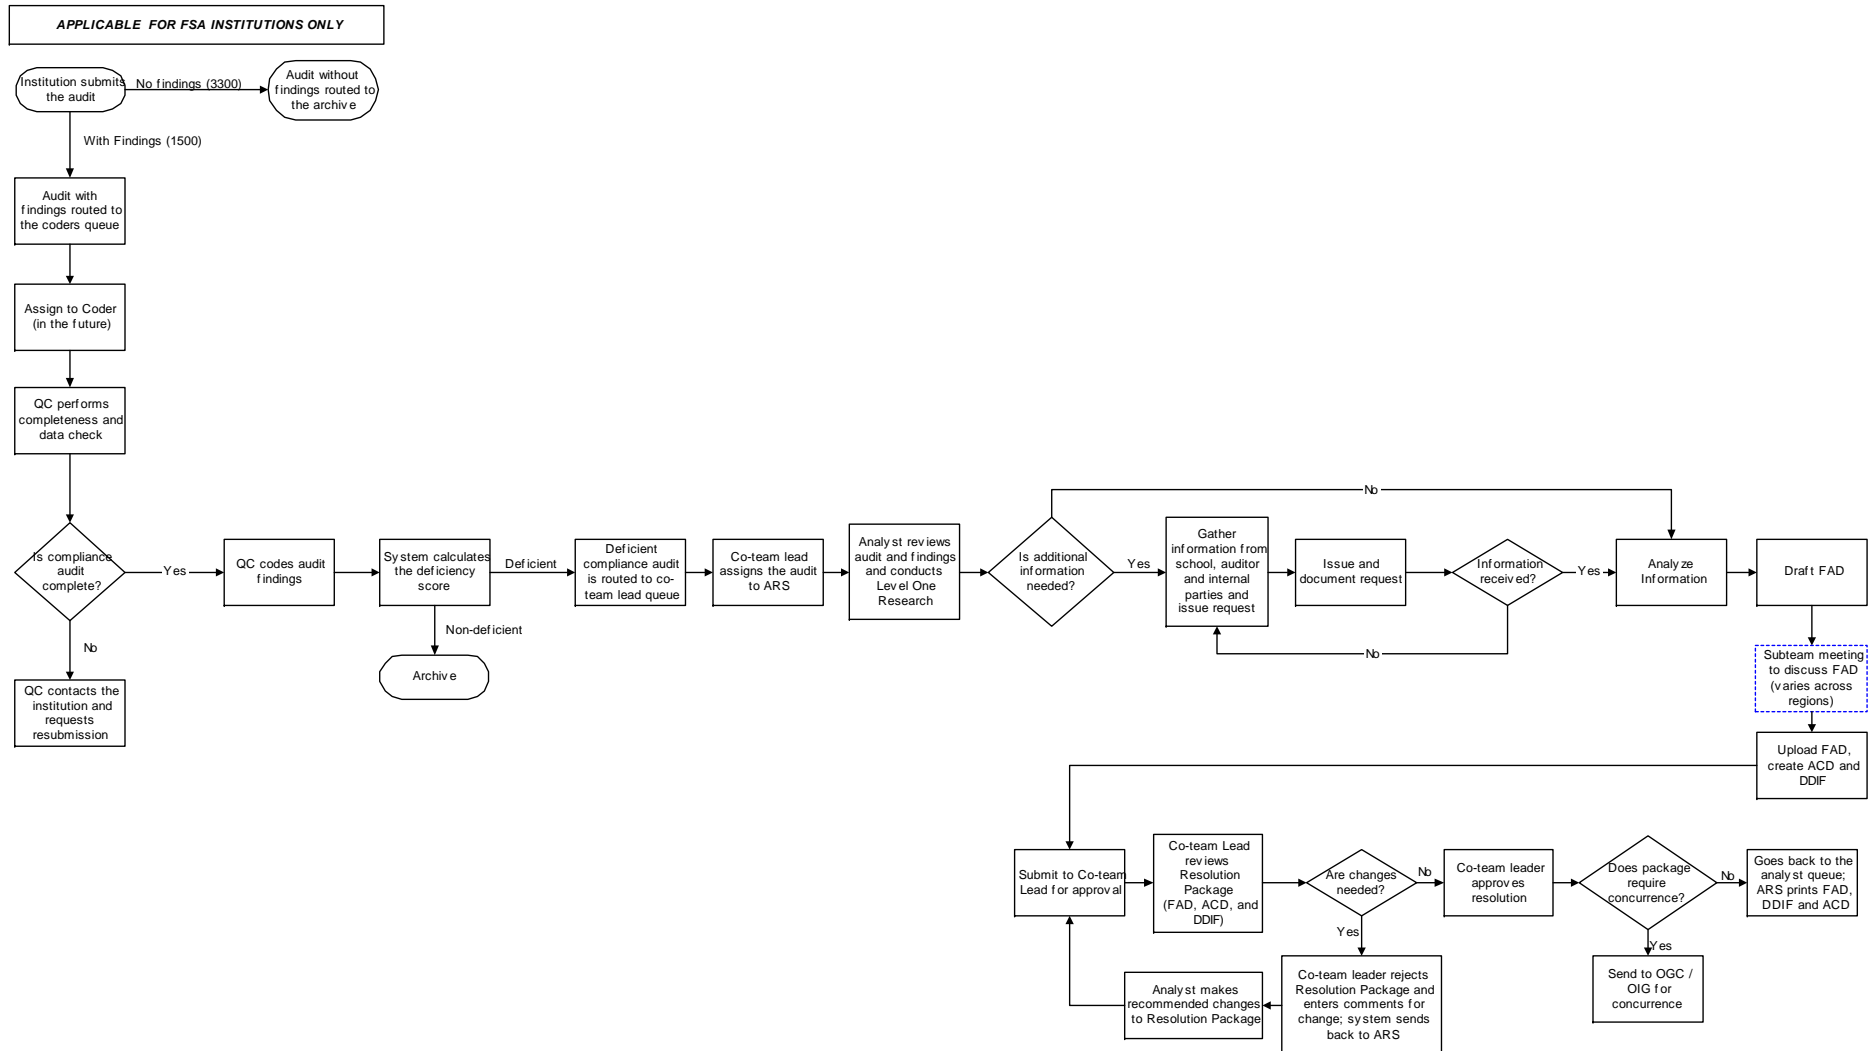 APPLICABLE FOR FSA INSTITUTIONS ONLY
Institution submits
the audit
No findings (3300)
Audit without
findings routed to
the archive
With Findings (1500)
Audit with
findings routed to
the coders queue
Assign to Coder
(in the future)
QC performs
completeness and
data check
Is compliance
audit
complete?
Yes
No
QC contacts the
institution and
requests
resubmission
QC codes audit
findings
System calculates
the deficiency
score
Deficient
Non-deficient
Archive
Deficient
compliance audit
is routed to co-
team lead queue
Co-team lead
assigns the audit
to ARS
Analyst reviews
audit and findings
and conducts
Level One
Research
Is additional
information
needed?
No
Yes
Gather
information from
school, auditor
and internal
parties and
issue request
Issue and
document request
Information
received?
Yes
No
Analyze
Information
Draft FAD
Subteam meeting
to discuss FAD
(varies across
regions)
Upload FAD,
create ACD and
DDIF
Submit to Co-team
Lead for approval
Co-team Lead
reviews
Resolution
Package
(FAD, ACD, and
DDIF)
Are changes
needed?
No
Yes
Co-team leader
approves
resolution
Does package
require
concurrence?
No
Yes
Goes back to the
analyst queue;
ARS prints FAD,
DDIF and ACD
Send to OGC /
OIG for
concurrence
Co-team leader rejects
Resolution Package and
enters comments for
change; system sends
back to ARS
Analyst makes
recommended changes
to Resolution Package